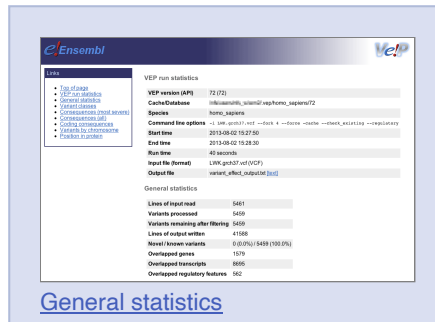 e!Ensembl
Ve!P
Links
Top of page
VEP run statistics
General statistics
Variant classes
Consequences (most severe)
Consequences (all)
Coding consequences
Variants by chromosome
Position in protein
VEP run statistics
VEP version (API) 72 (72)
Cache/Database .vep/homo_sapiens/72
Species homo_sapiens
Command line options -i LWK.grch37.vcf --fork 4 --force -cache --check_existing --regulatory
Start time 2013-08-02 15:27:50
End time 2013-08-02 15:28:30
Run time 40 seconds
Input file (format) LWK.grch37.vcf (VCF)
Output file variant_effect_output.txt [text]
General statistics
Lines of input read 5461
Variants processed 5459
Variants remaining after filtering 5459
Lines of output written 41588
Novel / known variants 0 (0.0%) / 5459 (100.0%)
Overlapped genes 1579
Overlapped transcripts 8695
Overlapped regulatory features 562
General statistics